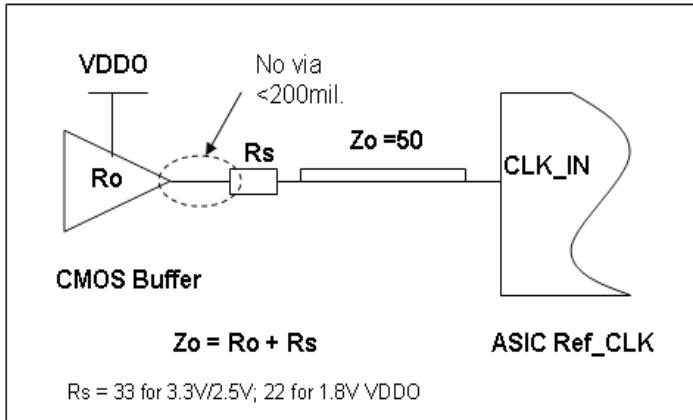 VDDO
No via
<200mil.
Rs
Zo =50
Ro
CLK_IN
CMOS Buffer
Zo = Ro + Rs
ASIC Ref_CLK
Rs = 33 for 3.3V/2.5V; 22 for 1.8V VDDO